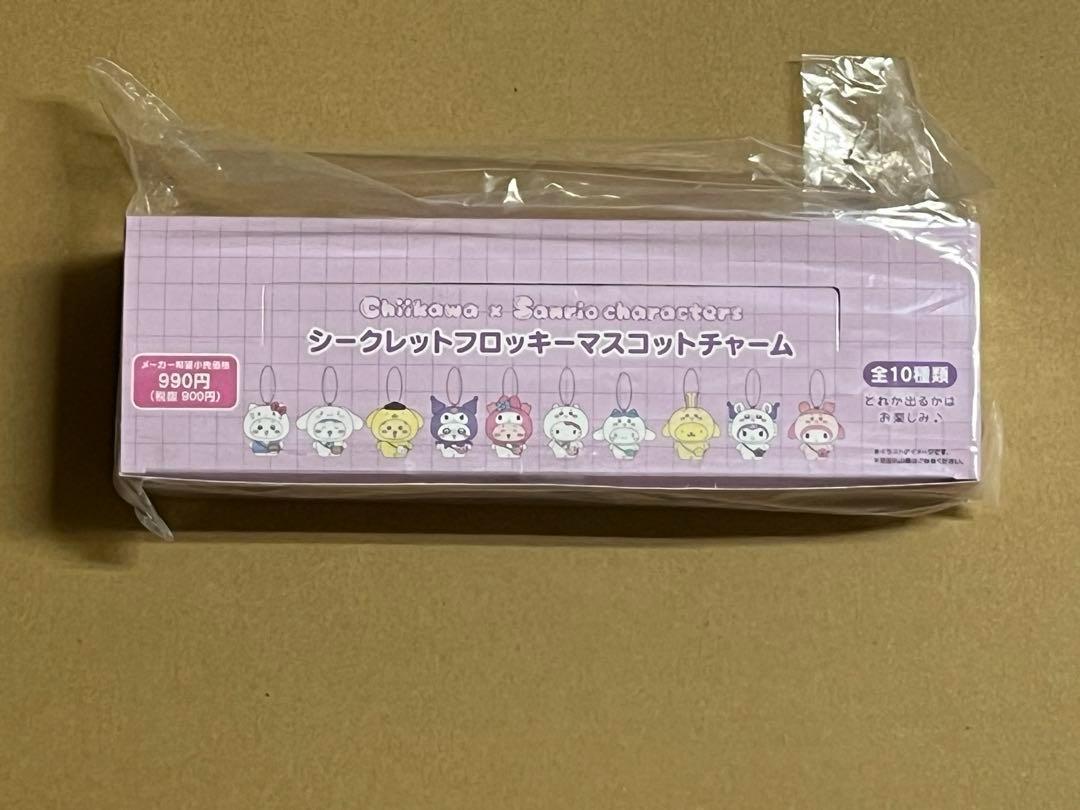 Chiikawa x Sanrio characters
シークレットフロッキーマスコットチャーム
メーカー希望小売価格
990円
(税抜 900円)
全10種類
どれが出るかは
お楽しみ♪